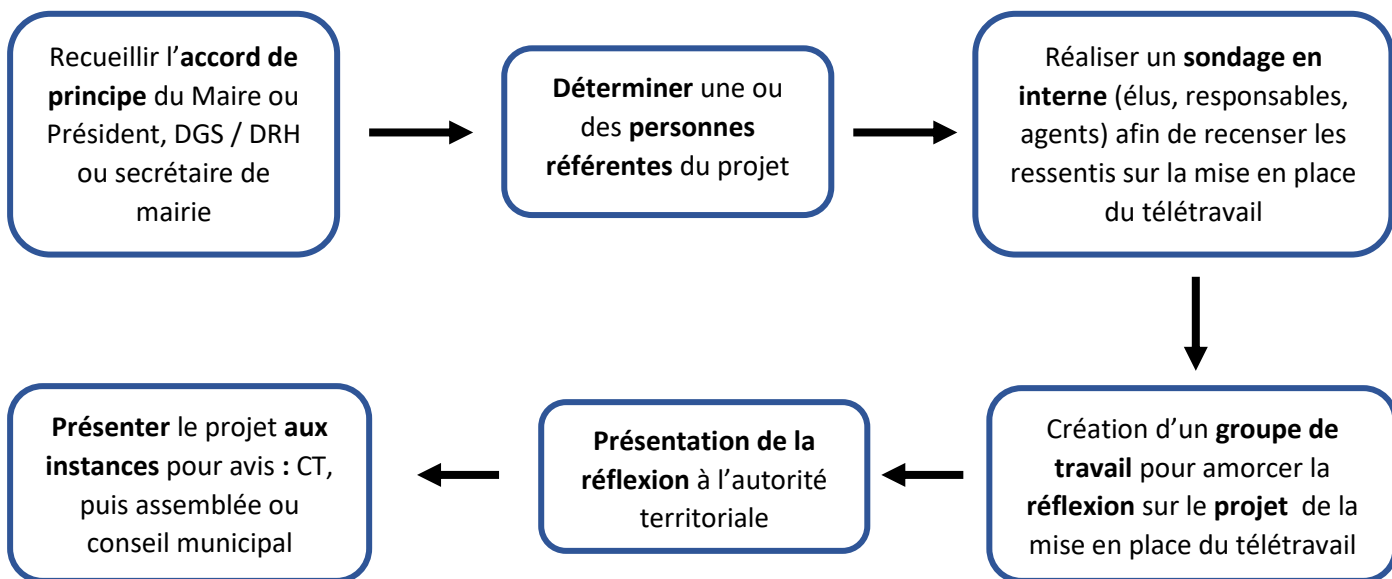 Recueillir l’accord de
principe du Maire ou
Président, DGS / DRH
ou secrétaire de
mairie
Déterminer une ou
des personnes
référentes du projet
Réaliser un sondage en
interne (élus, responsables,
agents) afin de recenser les
ressentis sur la mise en place
du télétravail
Création d’un groupe de
travail pour amorcer la
réflexion sur le projet de la
mise en place du télétravail
Présentation de la
réflexion à l’autorité
territoriale
Présenter le projet aux
instances pour avis : CT,
puis assemblée ou
conseil municipal